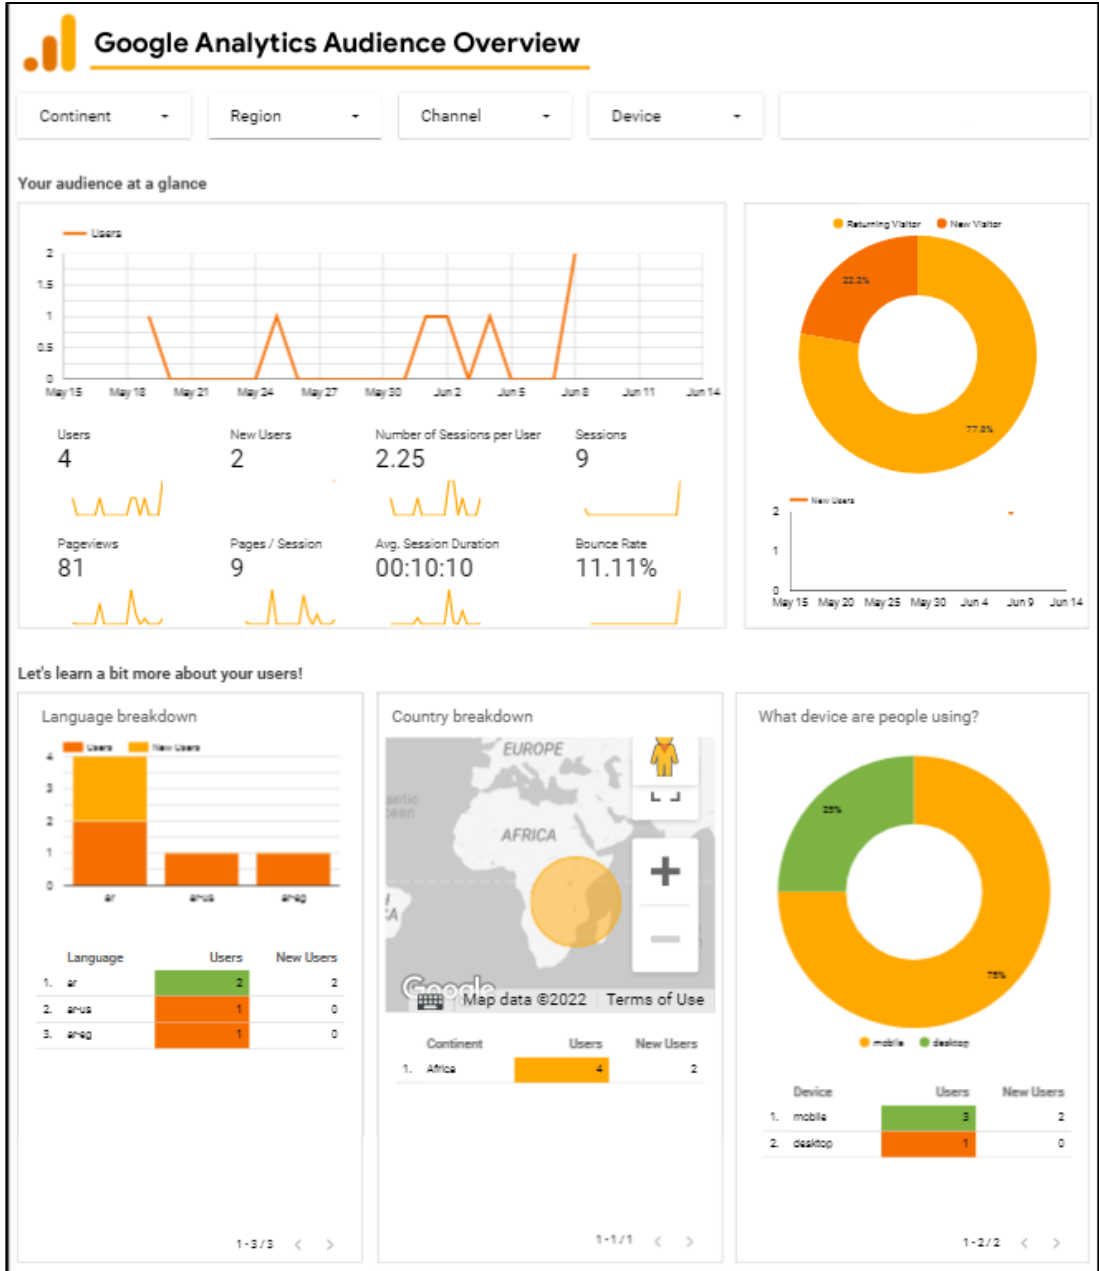 Google Analytics Audience Overview
Continent
Region
Channel
Device
Your audience at a glance
Users
2
1.5
1
0.5
0
May 15 May 18 May 21 May 24 May 27 May 30 Jun 2 Jun 5 Jun 8 Jun 11 Jun 14
Users New Users Number of Sessions per User Sessions
4 2 2.25 9
Pageviews Pages / Session Avg. Session Duration Bounce Rate
81 9 00:10:10 11.11%
Returning Visitor New Visitor
22.2%
77.8%
New Users
2
1
0
May 15 May 20 May 25 May 30 Jun 4 Jun 9 Jun 14
Let's learn a bit more about your users!
Language breakdown
Users New Users
4
3
2
1
0
ar ar-us ar-eg
Language Users New Users
1. ar 2 2
2. ar-us 1 0
3. ar-eg 1 0
1 - 3 / 3
Country breakdown
EUROPE
antic
cean
AFRICA
CA
Google
Map data ©2022 Terms of Use
Continent Users New Users
1. Africa 4 2
1 - 1 / 1
What device are people using?
25%
75%
mobile desktop
Device Users New Users
1. mobile 3 2
2. desktop 1 0
1 - 2 / 2